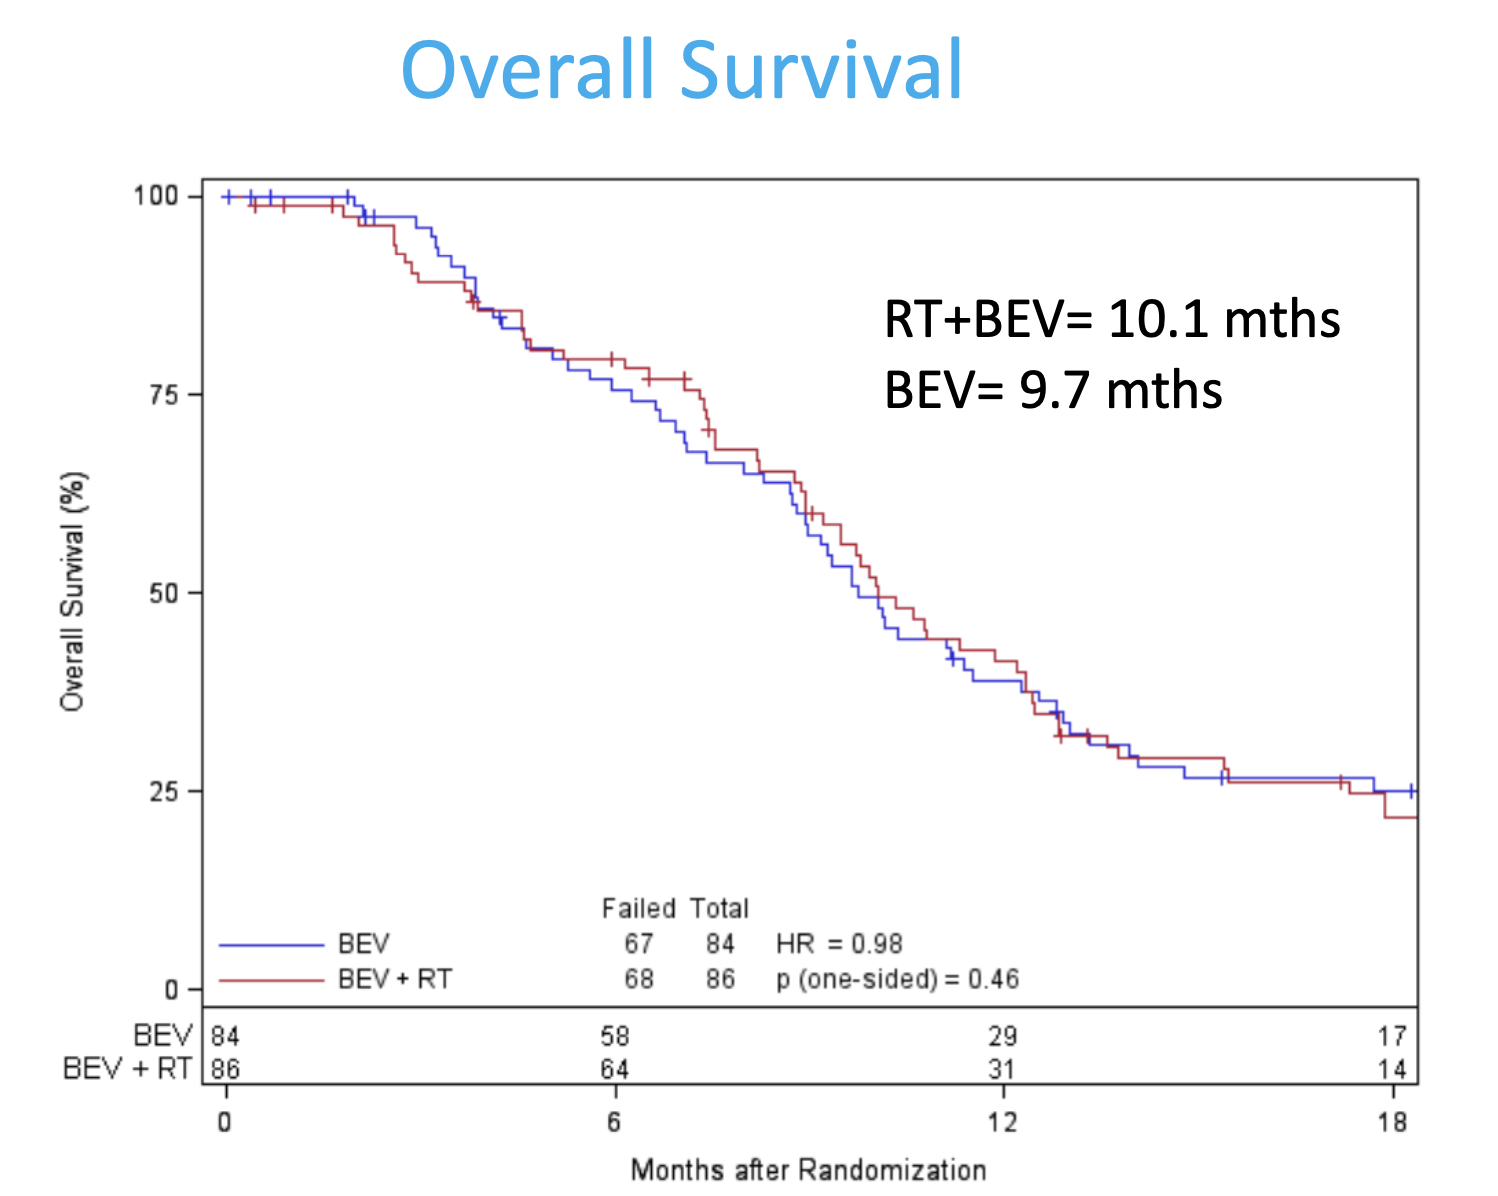 Overall Survival
100
75
50
25
0
Overall Survival (%)
RT+BEV= 10.1 mths
BEV= 9.7 mths
Failed Total
BEV 67 84 HR = 0.98
BEV + RT 68 86 p (one-sided) = 0.46
BEV 84 58 29 17
BEV + RT 86 64 31 14
0 6 12 18
Months after Randomization